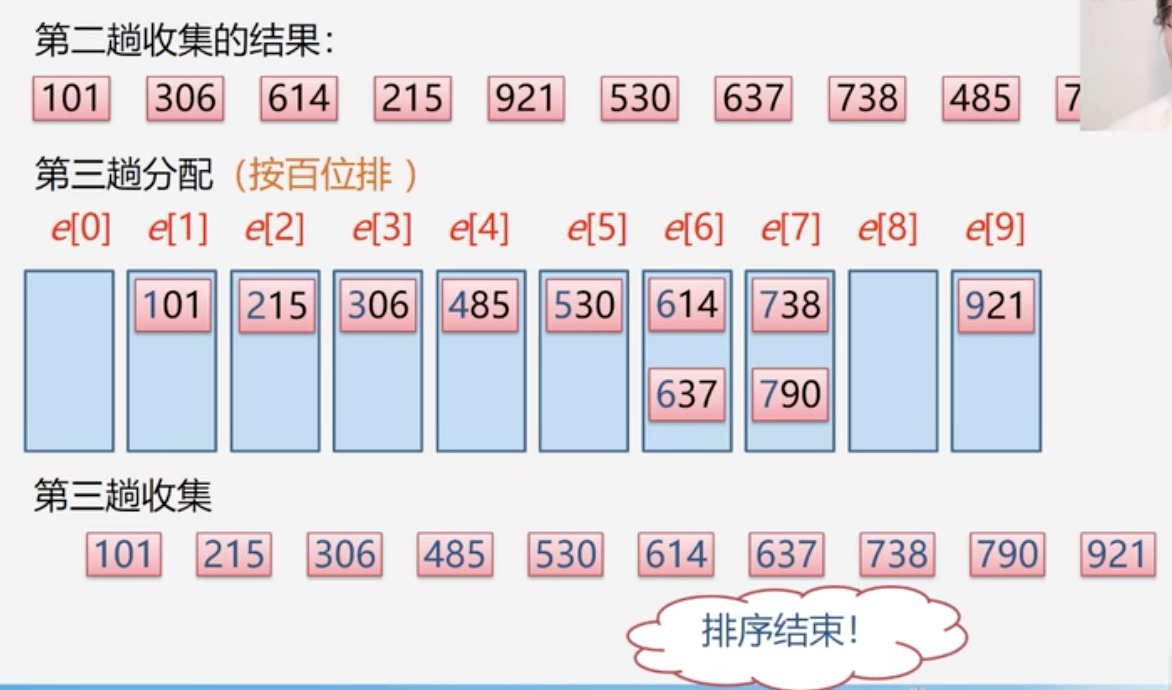 第二趟收集的结果：
101 306 614 215 921 530 637 738 485 7
第三趟分配（按百位排 ）
e[0] e[1] e[2] e[3] e[4] e[5] e[6] e[7] e[8] e[9]
101 215 306 485 530 614 738 921
637 790
第三趟收集
101 215 306 485 530 614 637 738 790 921
排序结束！